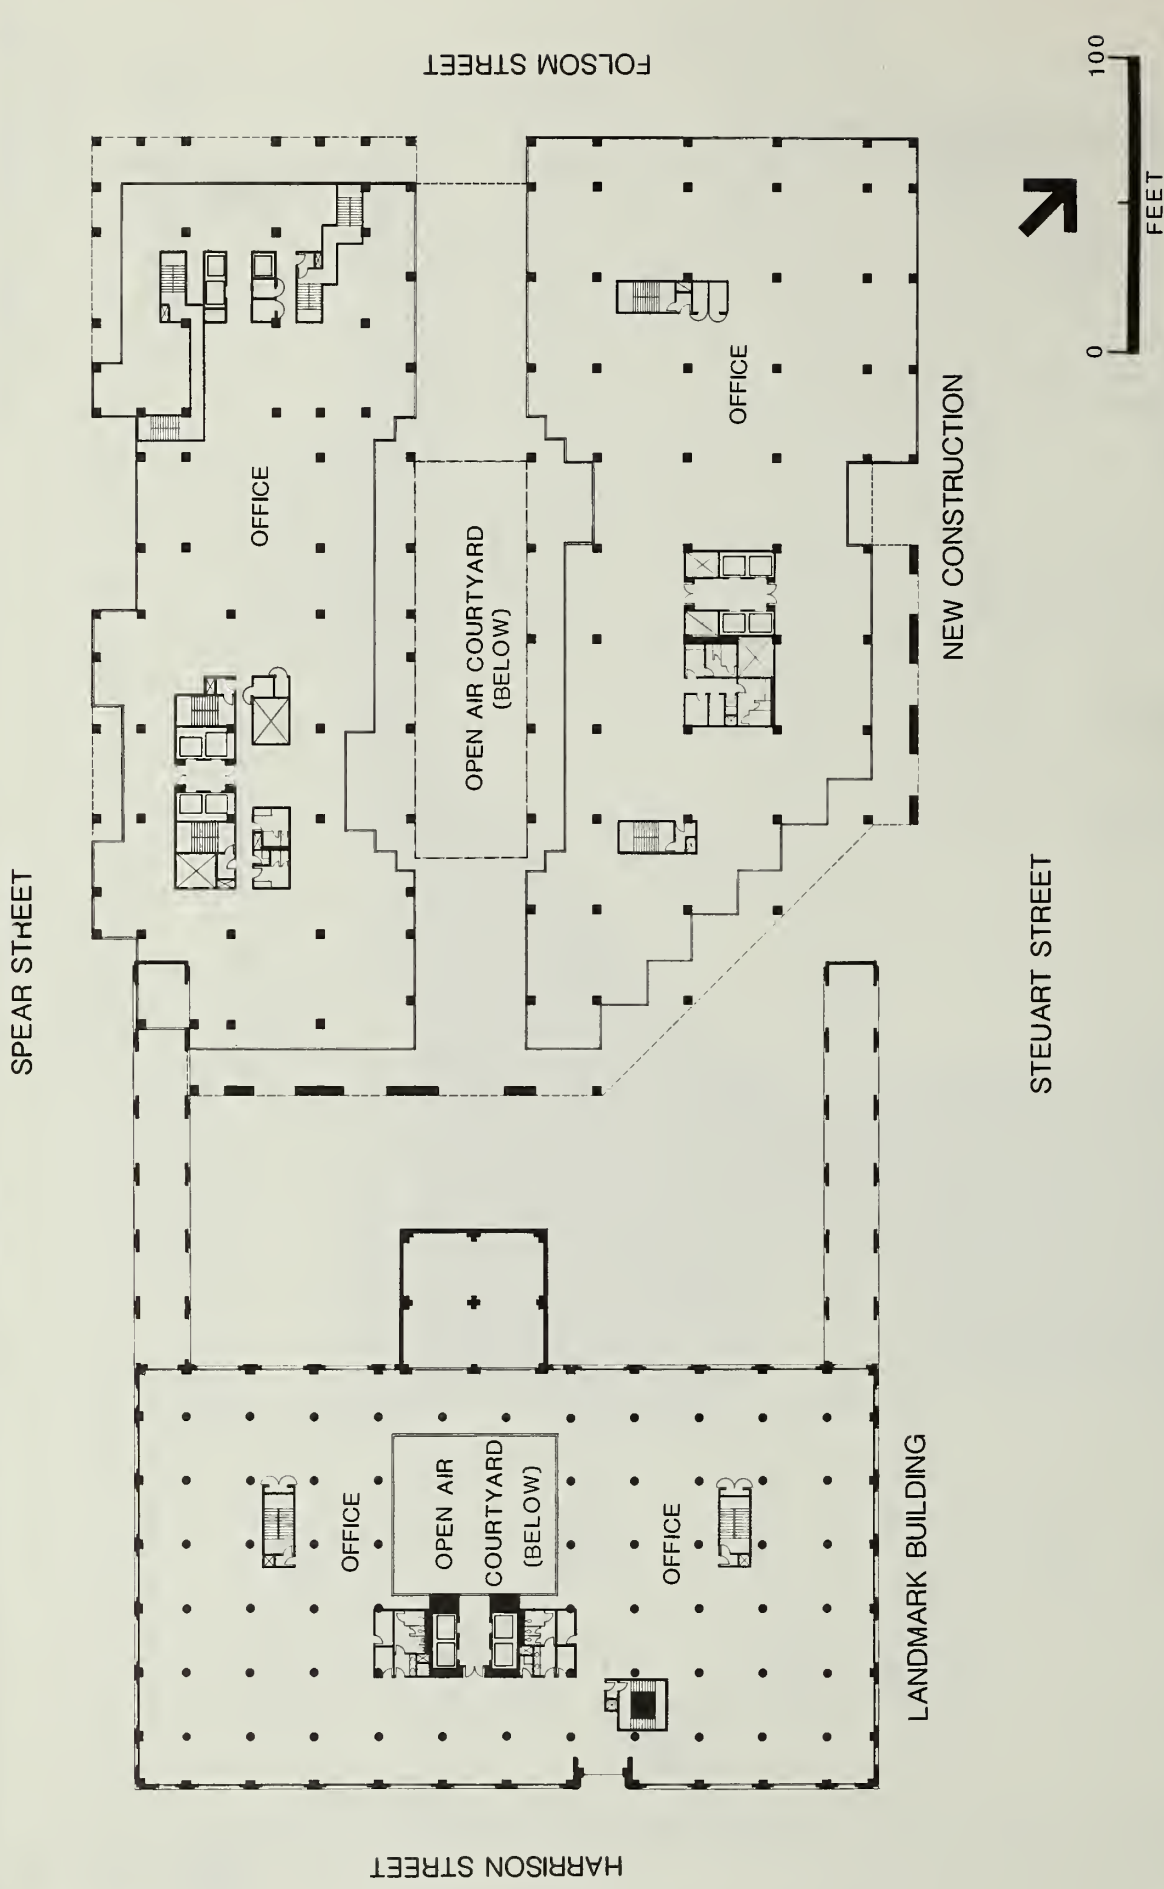 FOLSOM STREET
100
0
FEET
OFFICE
OFFICE
NEW CONSTRUCTION
OPEN AIR COURTYARD
(BELOW)
SPEAR STREET
STEUART STREET
OFFICE
OPEN AIR
COURTYARD
(BELOW)
OFFICE
LANDMARK BUILDING
HARRISON STREET